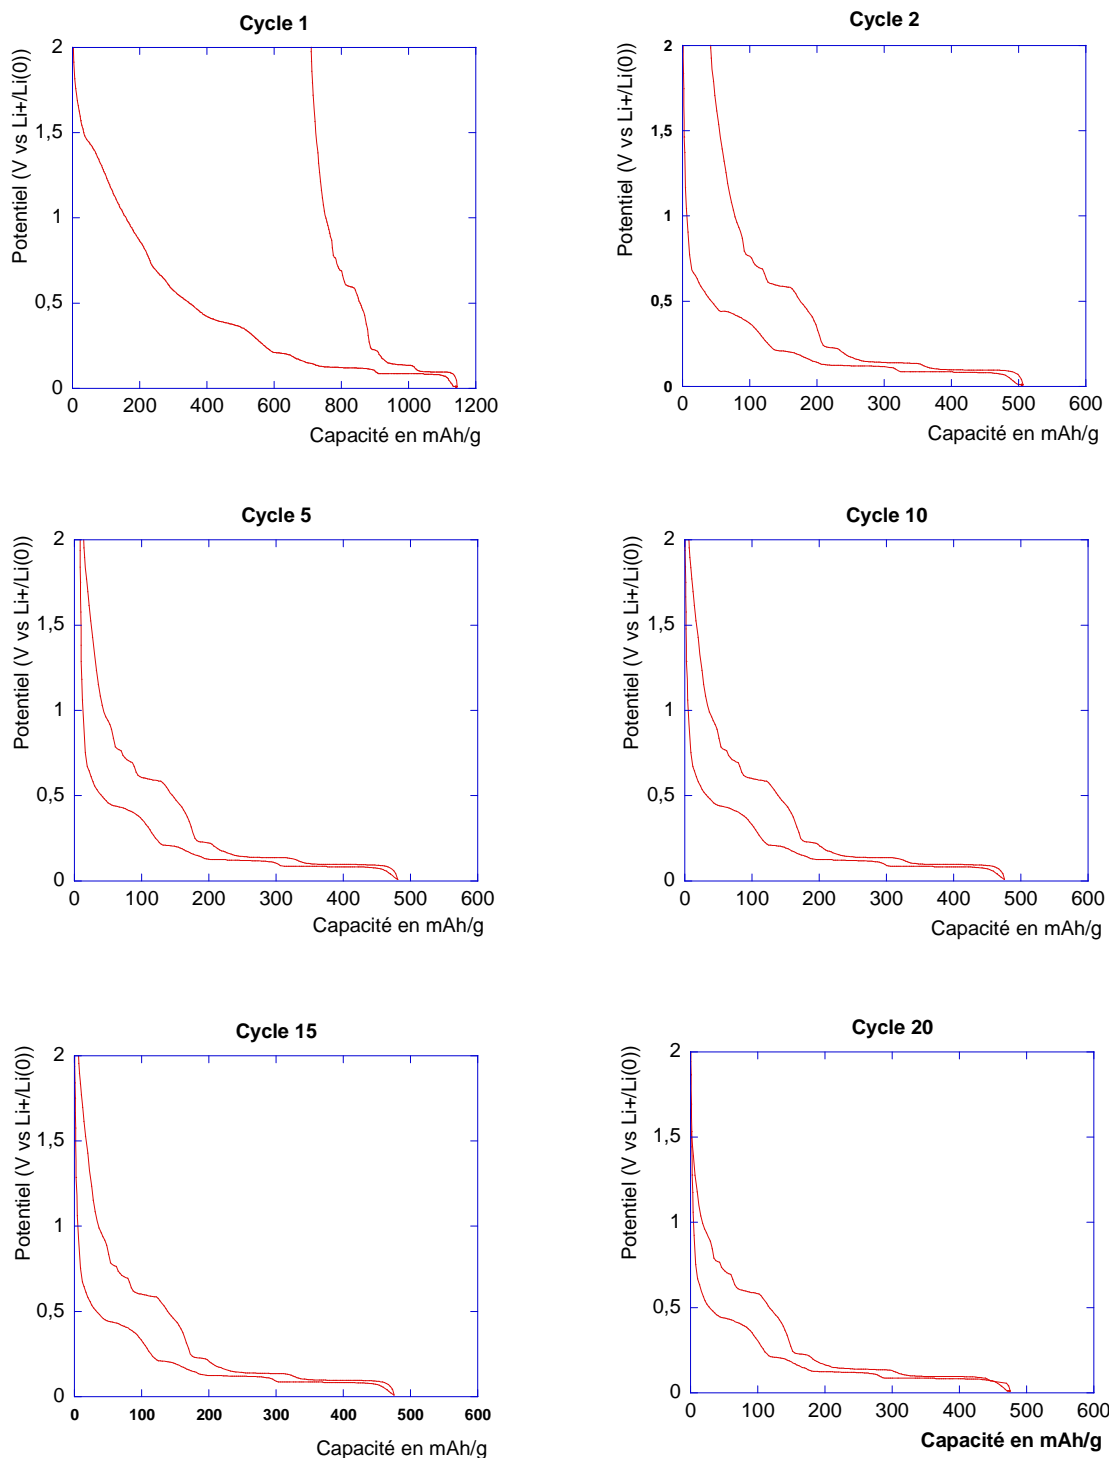 Cycle 1
Potentiel (V vs Li+/Li(0))
2
1,5
1
0,5
0
0 200 400 600 800 1000 1200
Capacité en mAh/g
Cycle 2
Potentiel (V vs Li+/Li(0))
2
1,5
1
0,5
0
0 100 200 300 400 500 600
Capacité en mAh/g
Cycle 5
Potentiel (V vs Li+/Li(0))
2
1,5
1
0,5
0
0 100 200 300 400 500 600
Capacité en mAh/g
Cycle 10
Potentiel (V vs Li+/Li(0))
2
1,5
1
0,5
0
0 100 200 300 400 500 600
Capacité en mAh/g
Cycle 15
Potentiel (V vs Li+/Li(0))
2
1,5
1
0,5
0
0 100 200 300 400 500 600
Capacité en mAh/g
Cycle 20
Potentiel (V vs Li+/Li(0))
2
1,5
1
0,5
0
0 100 200 300 400 500 600
Capacité en mAh/g